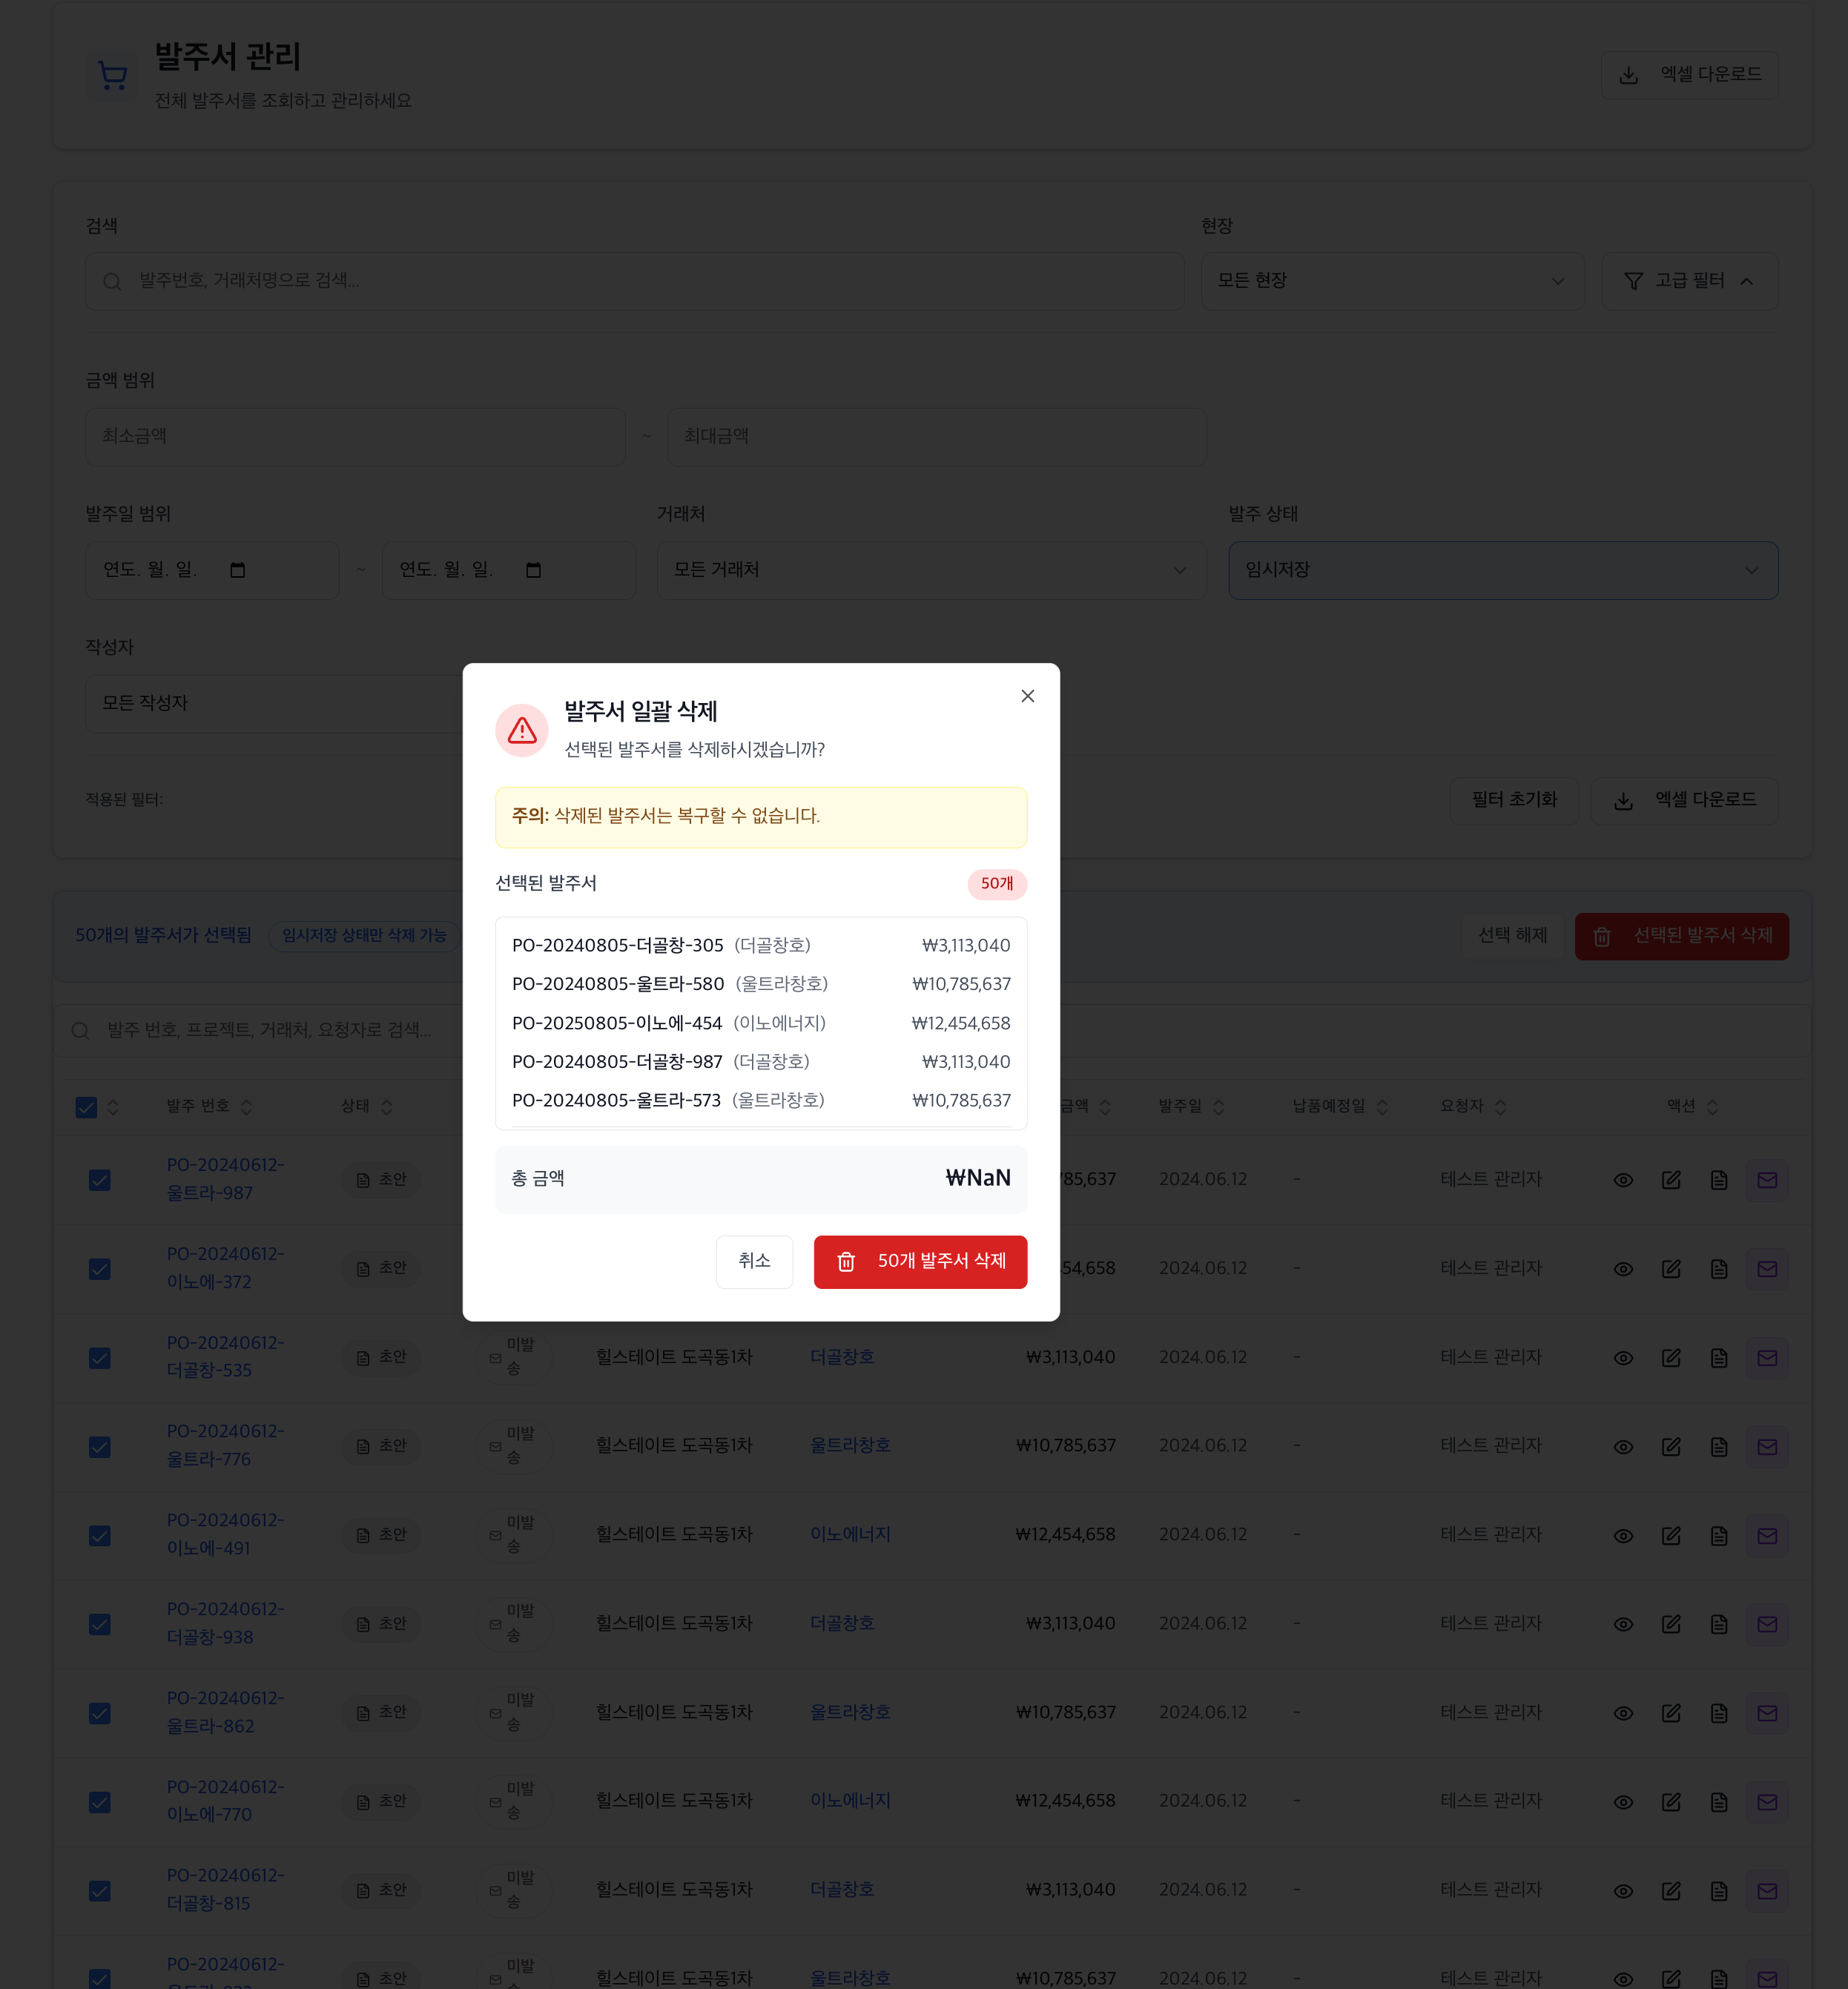 발주서 관리
전체 발주서를 조회하고 관리하세요
엑셀 다운로드
검색
현장
발주번호, 거래처명으로 검색...
모든 현장
고급 필터
금액 범위
최소금액
~
최대금액
발주일 범위
거래처
발주 상태
연도. 월. 일.
~
연도. 월. 일.
모든 거래처
임시저장
작성자
모든 작성자
적용된 필터:
필터 초기화
엑셀 다운로드
발주서 일괄 삭제
선택된 발주서를 삭제하시겠습니까?
주의: 삭제된 발주서는 복구할 수 없습니다.
선택된 발주서
50개
PO-20240805-더골창-305 (더골창호) ₩3,113,040
PO-20240805-울트라-580 (울트라창호) ₩10,785,637
PO-20250805-이노에-454 (이노에너지) ₩12,454,658
PO-20240805-더골창-987 (더골창호) ₩3,113,040
PO-20240805-울트라-573 (울트라창호) ₩10,785,637
총 금액
₩NaN
취소
50개 발주서 삭제
50개의 발주서가 선택됨
임시저장 상태만 삭제 가능
선택 해제
선택된 발주서 삭제
발주 번호, 프로젝트, 거래처, 요청자로 검색...
발주 번호 상태 금액 발주일 납품예정일 요청자 액션
PO-20240612-
울트라-987
초안 85,637 2024.06.12 - 테스트 관리자
PO-20240612-
이노에-372
초안 54,658 2024.06.12 - 테스트 관리자
PO-20240612-
더골창-535
초안
미발
송
힐스테이트 도곡동1차 더골창호 ₩3,113,040 2024.06.12 - 테스트 관리자
PO-20240612-
울트라-776
초안
미발
송
힐스테이트 도곡동1차 울트라창호 ₩10,785,637 2024.06.12 - 테스트 관리자
PO-20240612-
이노에-491
초안
미발
송
힐스테이트 도곡동1차 이노에너지 ₩12,454,658 2024.06.12 - 테스트 관리자
PO-20240612-
더골창-938
초안
미발
송
힐스테이트 도곡동1차 더골창호 ₩3,113,040 2024.06.12 - 테스트 관리자
PO-20240612-
울트라-862
초안
미발
송
힐스테이트 도곡동1차 울트라창호 ₩10,785,637 2024.06.12 - 테스트 관리자
PO-20240612-
이노에-770
초안
미발
송
힐스테이트 도곡동1차 이노에너지 ₩12,454,658 2024.06.12 - 테스트 관리자
PO-20240612-
더골창-815
초안
미발
송
힐스테이트 도곡동1차 더골창호 ₩3,113,040 2024.06.12 - 테스트 관리자
PO-20240612-
초안
미발
송
힐스테이트 도곡동1차 울트라창호 ₩10,785,637 2024.06.12 - 테스트 관리자